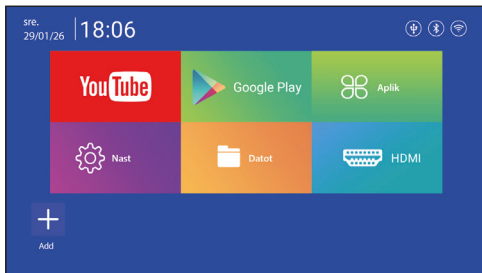 sre.
29/01/26
18:06
YouTube
Google Play
Aplik
Nast
Datot
HDMI
Add